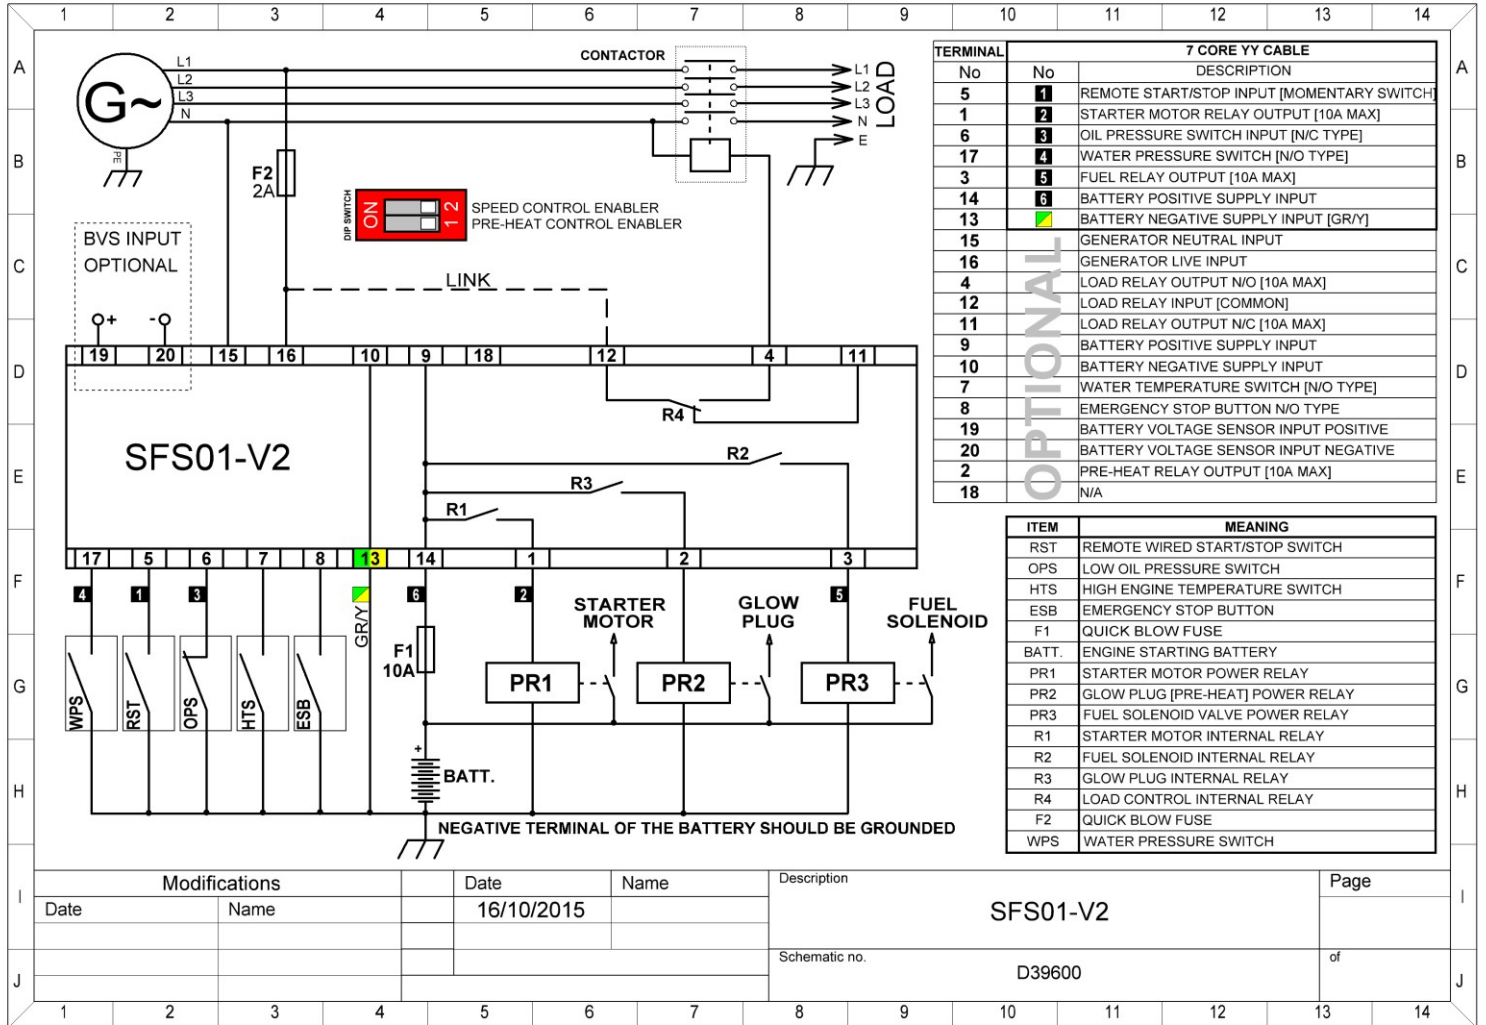 1 2 3 4 5 6 7 8 9 10 11 12 13 14
A A
B B
C C
D D
E E
F F
G G
H H
I I
J J
G~
PE
L1
L2
L3
N
CONTACTOR
L1
L2
L3
N
E
LOAD
F2
2A
DIP SWITCH
ON
1 2
SPEED CONTROL ENABLER
PRE-HEAT CONTROL ENABLER
BVS INPUT
OPTIONAL
+ -
LINK
19 20 15 16 10 9 18 12 4 11
R4
SFS01-V2
R2
R3
R1
17 5 6 7 8 13 14 1 2 3
4 1 3 6 2 5
GR/Y
F1
10A
STARTER
MOTOR
GLOW
PLUG
FUEL
SOLENOID
WPS RST OPS HTS ESB
PR1 PR2 PR3
+
BATT.
NEGATIVE TERMINAL OF THE BATTERY SHOULD BE GROUNDED
TERMINAL 7 CORE YY CABLE
No No DESCRIPTION
5 1 REMOTE START/STOP INPUT [MOMENTARY SWITCH]
1 2 STARTER MOTOR RELAY OUTPUT [10A MAX]
6 3 OIL PRESSURE SWITCH INPUT [N/C TYPE]
17 4 WATER PRESSURE SWITCH [N/O TYPE]
3 5 FUEL RELAY OUTPUT [10A MAX]
14 6 BATTERY POSITIVE SUPPLY INPUT
13 BATTERY NEGATIVE SUPPLY INPUT [GR/Y]
OPTIONAL
15 GENERATOR NEUTRAL INPUT
16 GENERATOR LIVE INPUT
4 LOAD RELAY OUTPUT N/O [10A MAX]
12 LOAD RELAY INPUT [COMMON]
11 LOAD RELAY OUTPUT N/C [10A MAX]
9 BATTERY POSITIVE SUPPLY INPUT
10 BATTERY NEGATIVE SUPPLY INPUT
7 WATER TEMPERATURE SWITCH [N/O TYPE]
8 EMERGENCY STOP BUTTON N/O TYPE
19 BATTERY VOLTAGE SENSOR INPUT POSITIVE
20 BATTERY VOLTAGE SENSOR INPUT NEGATIVE
2 PRE-HEAT RELAY OUTPUT [10A MAX]
18 N/A
ITEM MEANING
RST REMOTE WIRED START/STOP SWITCH
OPS LOW OIL PRESSURE SWITCH
HTS HIGH ENGINE TEMPERATURE SWITCH
ESB EMERGENCY STOP BUTTON
F1 QUICK BLOW FUSE
BATT. ENGINE STARTING BATTERY
PR1 STARTER MOTOR POWER RELAY
PR2 GLOW PLUG [PRE-HEAT] POWER RELAY
PR3 FUEL SOLENOID VALVE POWER RELAY
R1 STARTER MOTOR INTERNAL RELAY
R2 FUEL SOLENOID INTERNAL RELAY
R3 GLOW PLUG INTERNAL RELAY
R4 LOAD CONTROL INTERNAL RELAY
F2 QUICK BLOW FUSE
WPS WATER PRESSURE SWITCH
Modifications Date Name Description Page
Date Name 16/10/2015 SFS01-V2
Schematic no. of
D39600
1 2 3 4 5 6 7 8 9 10 11 12 13 14